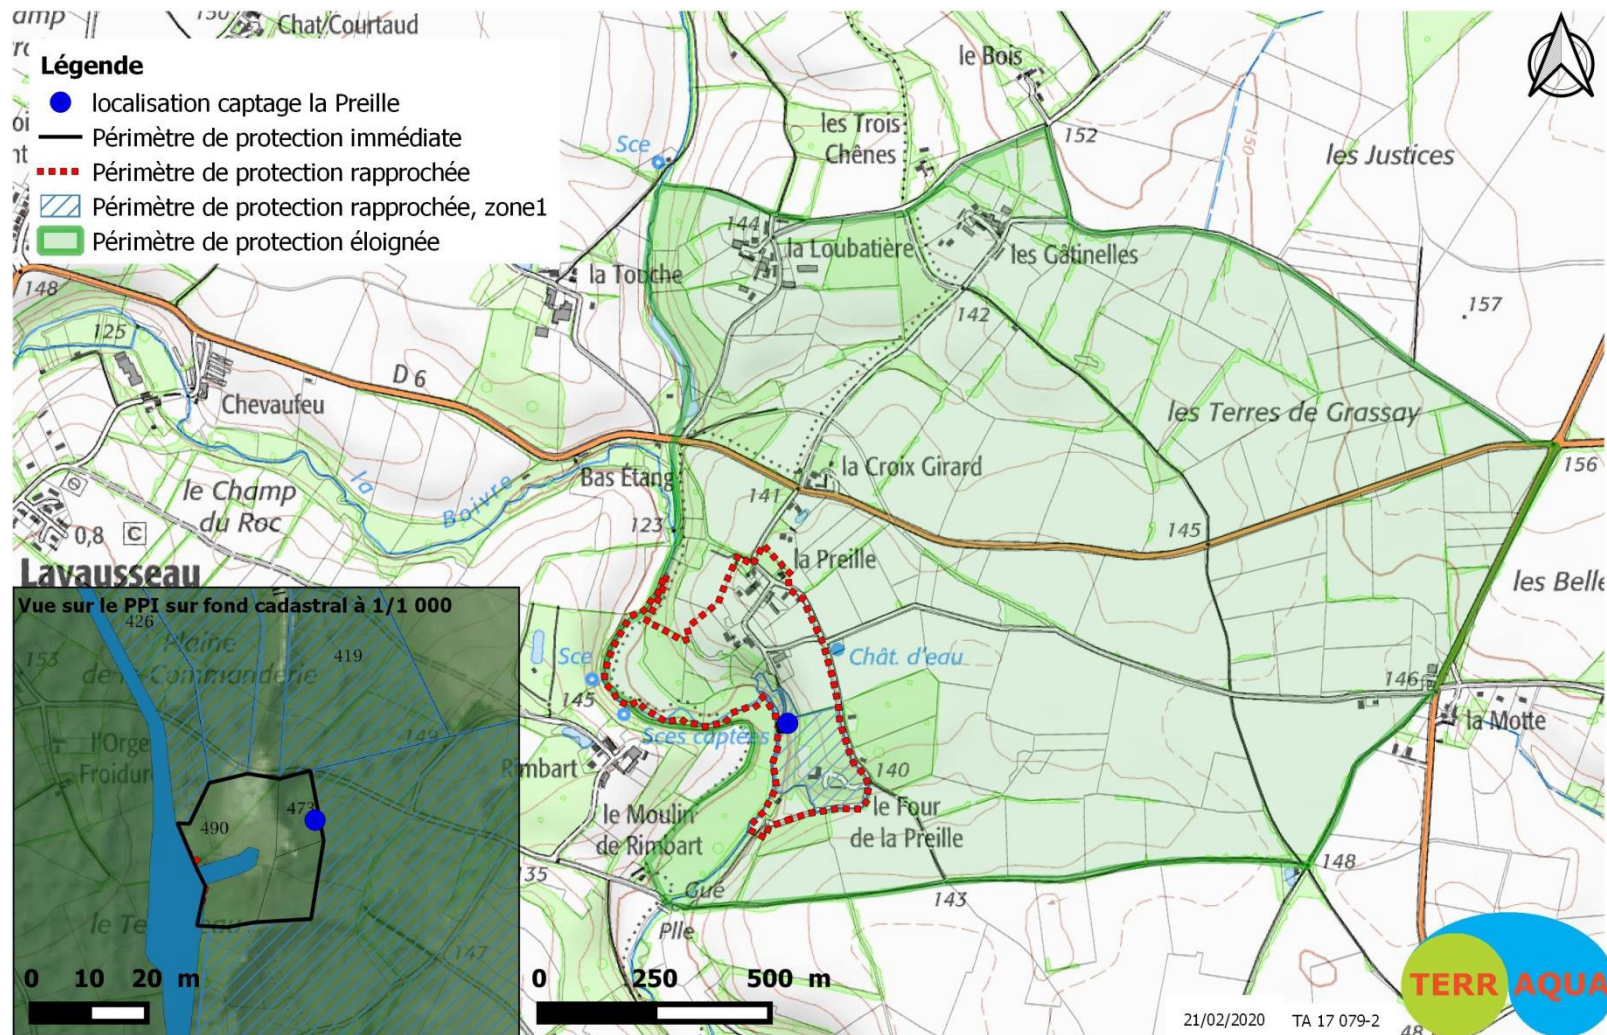 Légende
localisation captage la Preille
Périmètre de protection immédiate
Périmètre de protection rapprochée
Périmètre de protection rapprochée, zone1
Périmètre de protection éloignée
Chat Courtaud
le Bois
152
150
les Justices
les Trois
Chênes
Sce
144
la Loubatière
les Gâtinelles
la Touche
148
125
142
157
D 6
Chevaufeu
les Terres de Grassay
la Croix Girard
156
Bas Étang
141
le Champ
du Roc
la Boivre
123
145
0,8
C
la Preille
Lavausseau
les Belle
Vue sur le PPI sur fond cadastral à 1/1 000
426
Plaine
de la Commanderie
419
153
Sce
Chât. d'eau
145
146
la Motte
Sces captées
149
l'Orge
Froidure
Rimbart
140
473
490
le Moulin
de Rimbart
le Four
de la Preille
135
148
Gué
143
Plle
147
0 10 20 m
0 250 500 m
TERR AQUA
21/02/2020 TA 17 079-2
48